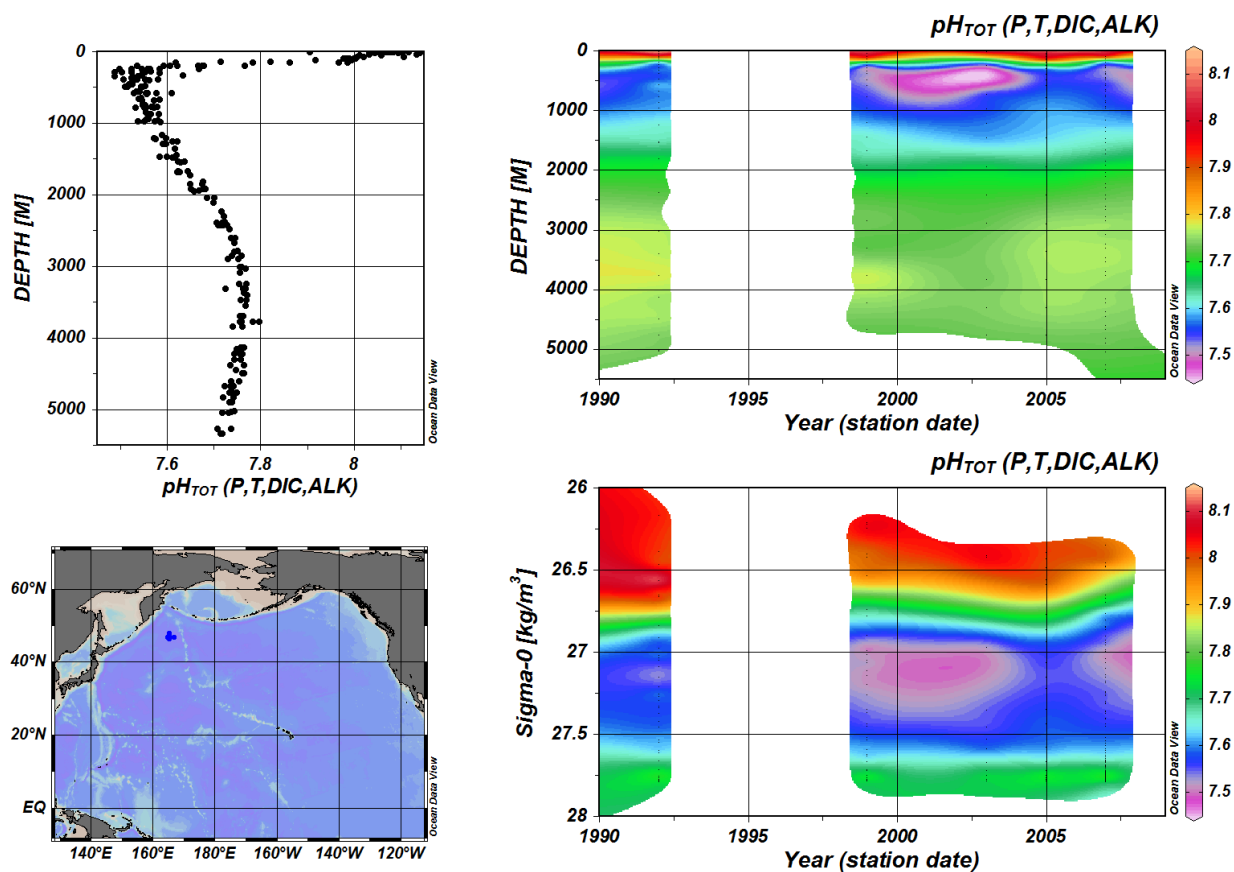 0
1000
2000
3000
4000
5000
DEPTH [M]
7.6
7.8
8
pH_TOT (P,T,DIC,ALK)
Ocean Data View
pH_TOT (P,T,DIC,ALK)
0
1000
2000
3000
4000
5000
DEPTH [M]
1990
1995
2000
2005
Year (station date)
Ocean Data View
8.1
8
7.9
7.8
7.7
7.6
7.5
60°N
40°N
20°N
EQ
140°E
160°E
180°E
160°W
140°W
120°W
Ocean Data View
pH_TOT (P,T,DIC,ALK)
26
26.5
27
27.5
28
Sigma-0 [kg/m³]
1990
1995
2000
2005
Year (station date)
Ocean Data View
8.1
8
7.9
7.8
7.7
7.6
7.5